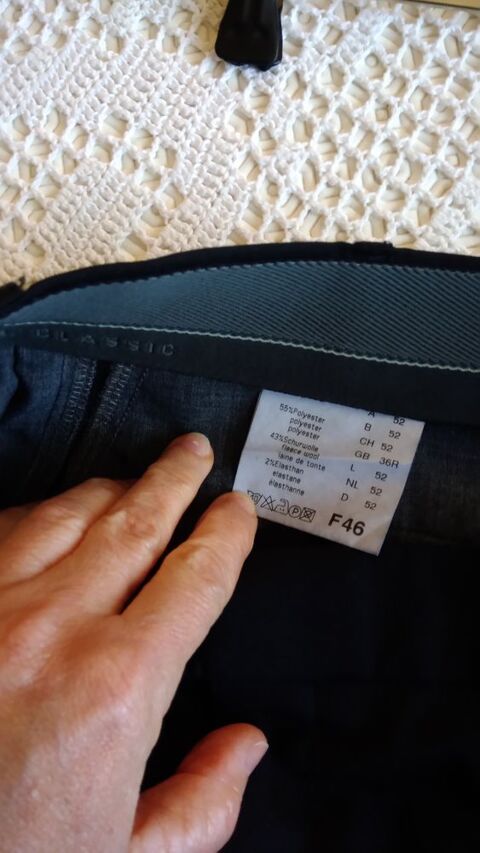 CLASSIC
55%Polyester
polyester
polyester
43%Schurwolle
fleece wool
laine de tonte
2%Elasthan
elastane
élasthanne
A 52
B 52
CH 52
GB 36R
L 52
NL 52
D 52
F46